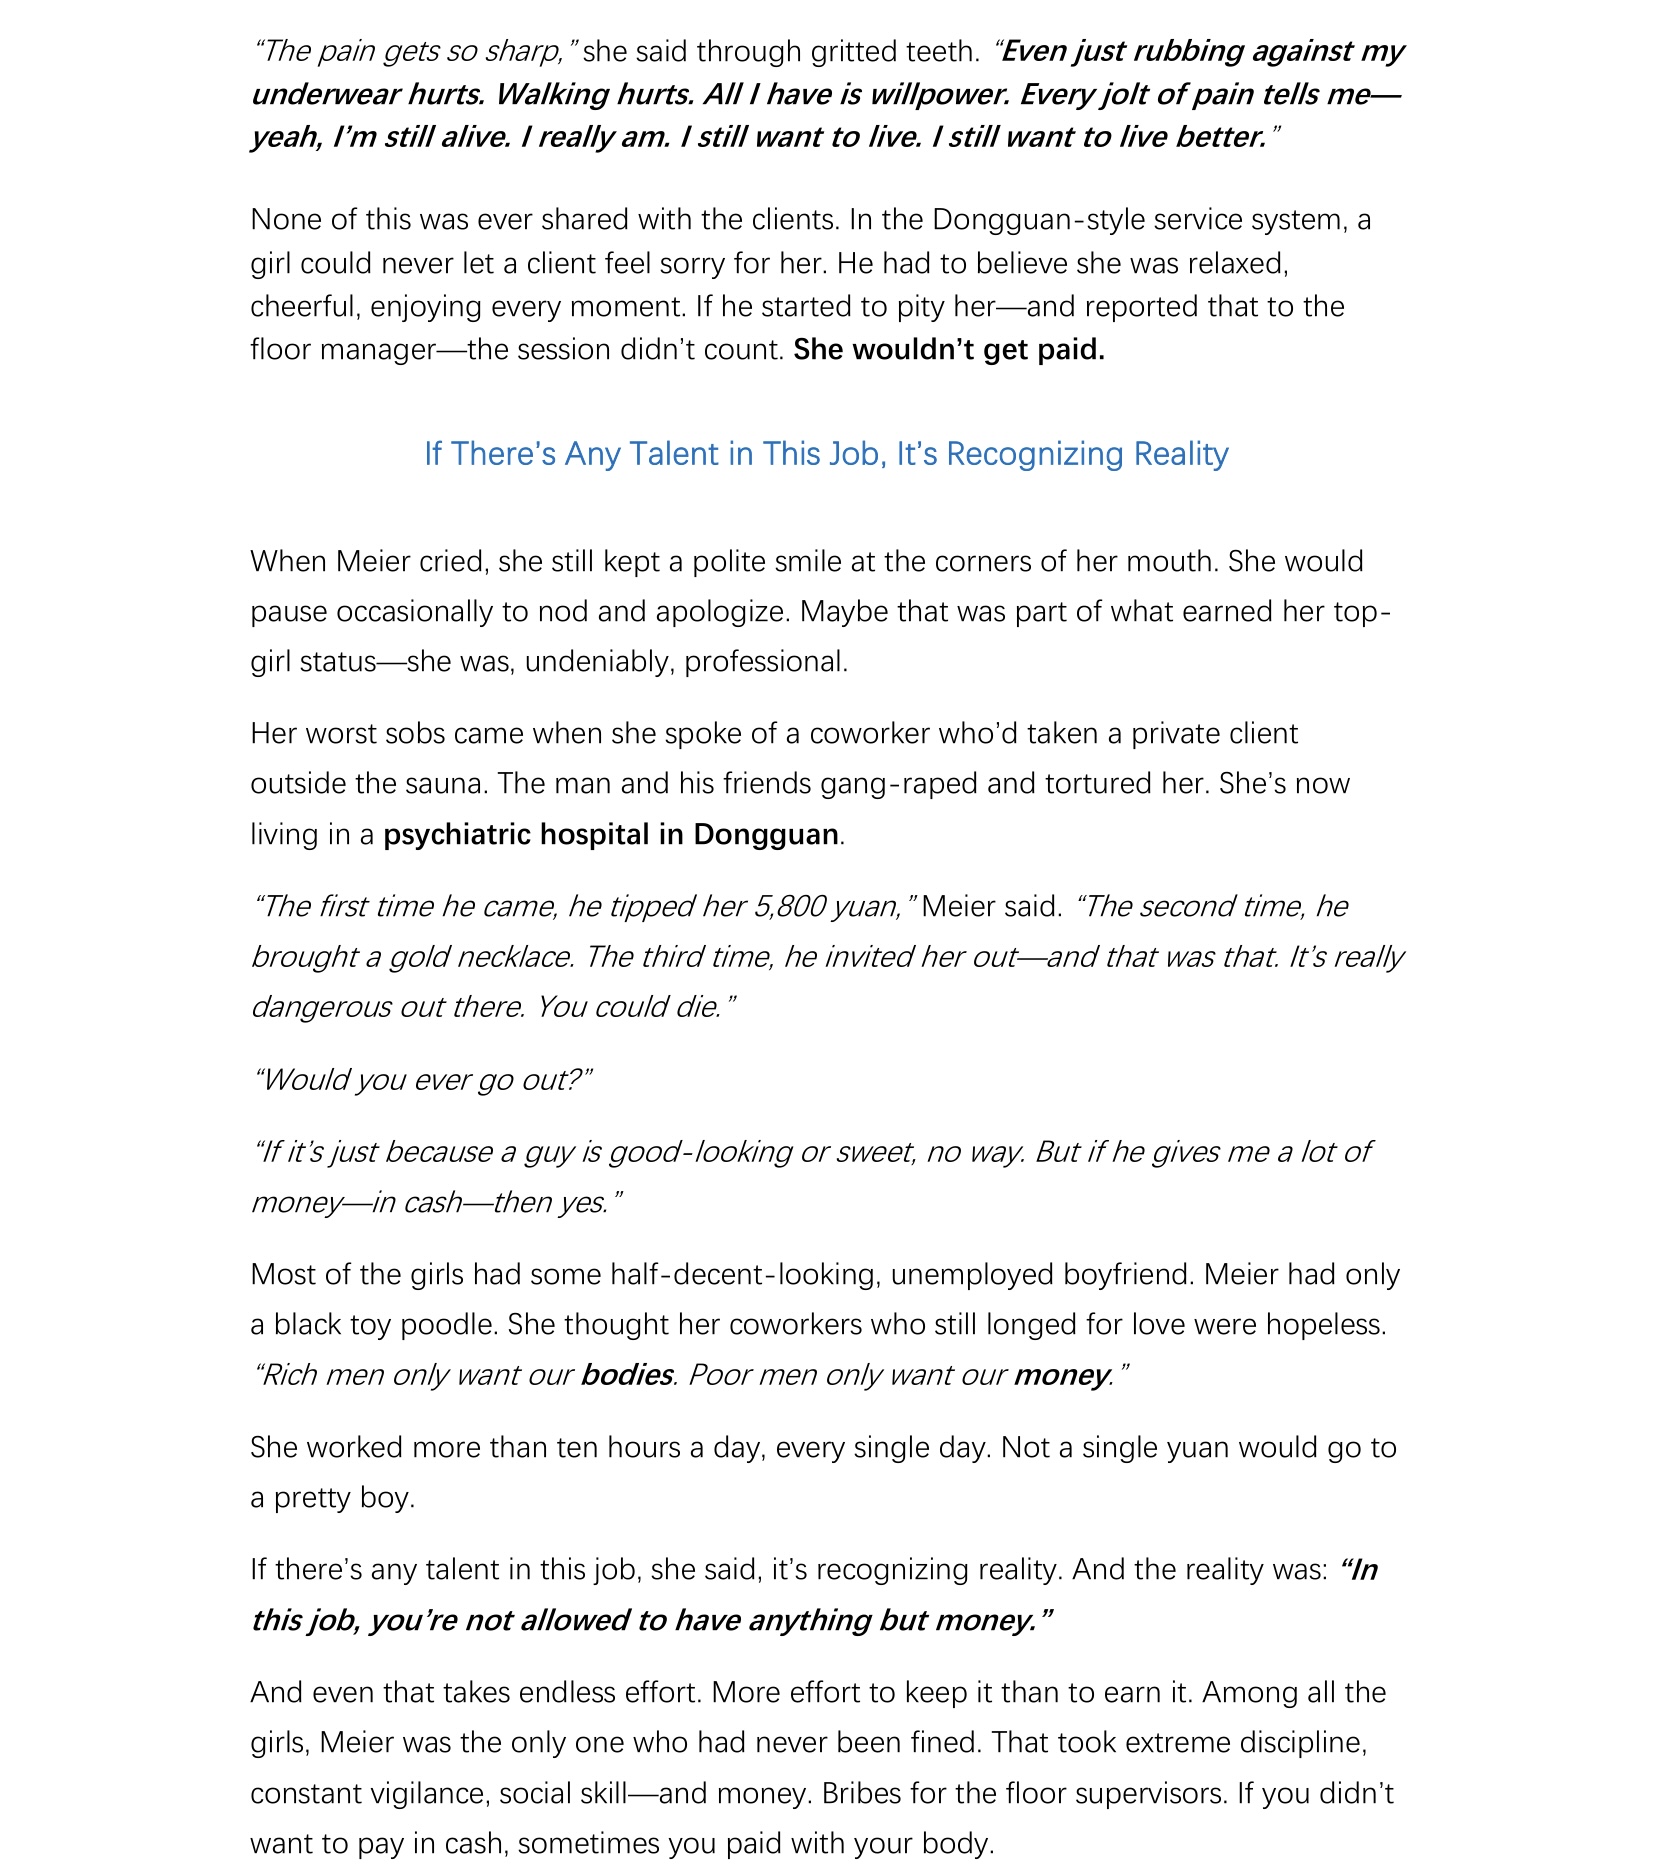 “The pain gets so sharp,” she said through gritted teeth. “Even just rubbing against my
underwear hurts. Walking hurts. All I have is willpower. Every jolt of pain tells me—
yeah, I’m still alive. I really am. I still want to live. I still want to live better.”
None of this was ever shared with the clients. In the Dongguan-style service system, a
girl could never let a client feel sorry for her. He had to believe she was relaxed,
cheerful, enjoying every moment. If he started to pity her—and reported that to the
floor manager—the session didn’t count. She wouldn’t get paid.
If There’s Any Talent in This Job, It’s Recognizing Reality
When Meier cried, she still kept a polite smile at the corners of her mouth. She would
pause occasionally to nod and apologize. Maybe that was part of what earned her top-
girl status—she was, undeniably, professional.
Her worst sobs came when she spoke of a coworker who’d taken a private client
outside the sauna. The man and his friends gang-raped and tortured her. She’s now
living in a psychiatric hospital in Dongguan.
“The first time he came, he tipped her 5,800 yuan,” Meier said. “The second time, he
brought a gold necklace. The third time, he invited her out—and that was that. It’s really
dangerous out there. You could die.”
“Would you ever go out?”
“If it’s just because a guy is good-looking or sweet, no way. But if he gives me a lot of
money—in cash—then yes.”
Most of the girls had some half-decent-looking, unemployed boyfriend. Meier had only
a black toy poodle. She thought her coworkers who still longed for love were hopeless.
“Rich men only want our bodies. Poor men only want our money.”
She worked more than ten hours a day, every single day. Not a single yuan would go to
a pretty boy.
If there’s any talent in this job, she said, it’s recognizing reality. And the reality was: “In
this job, you’re not allowed to have anything but money.”
And even that takes endless effort. More effort to keep it than to earn it. Among all the
girls, Meier was the only one who had never been fined. That took extreme discipline,
constant vigilance, social skill—and money. Bribes for the floor supervisors. If you didn’t
want to pay in cash, sometimes you paid with your body.